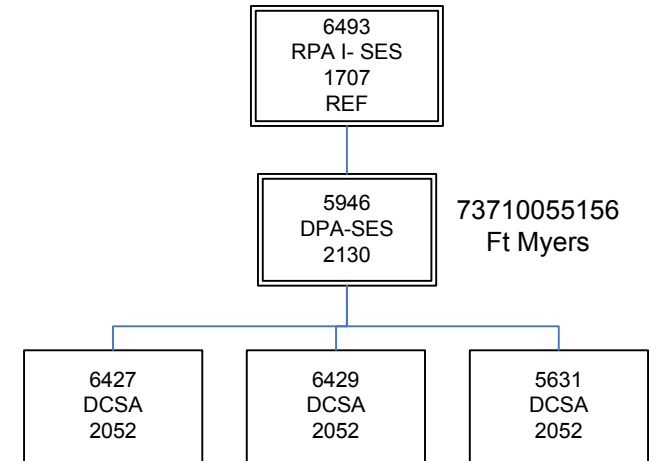 6493
RPA I- SES
1707
REF
5946
DPA-SES
2130
73710055156
Ft Myers
6427
DCSA
2052
6429
DCSA
2052
5631
DCSA
2052